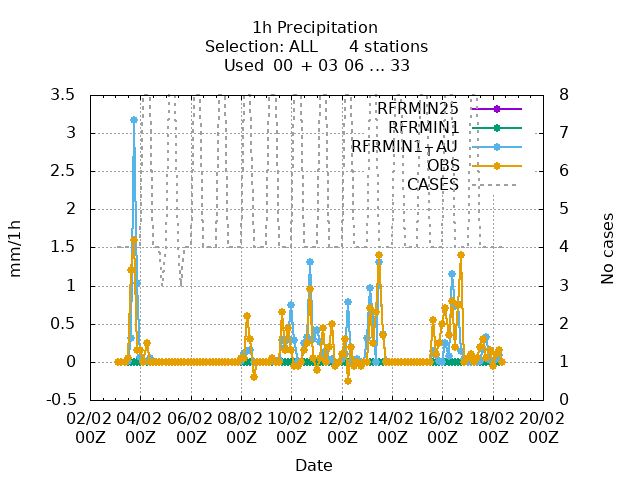 1h Precipitation
Selection: ALL 4 stations
Used 00 + 03 06 ... 33
3.5 8
RFRMIN25
RFRMIN1
RFRMIN1+AU
OBS
CASES
3 7
2.5 6
2 5
1.5 4
1 3
0.5 2
0 1
-0.5 0
mm/1h
No cases
02/02 04/02 06/02 08/02 10/02 12/02 14/02 16/02 18/02 20/02
00Z 00Z 00Z 00Z 00Z 00Z 00Z 00Z 00Z 00Z
Date